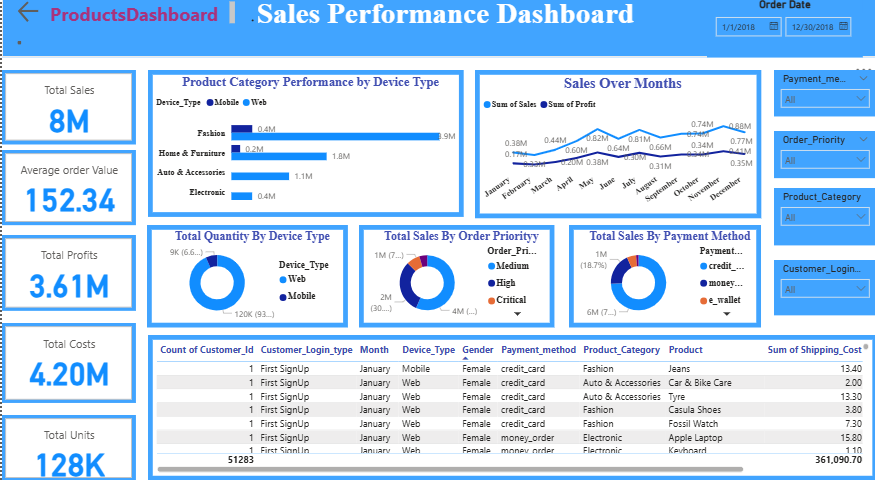 ProductsDashboard
Sales Performance Dashboard
Order Date
1/1/2018
12/30/2018
Total Sales
8M
Average order Value
152.34
Total Profits
3.61M
Total Costs
4.20M
Total Units
128K
Product Category Performance by Device Type
Device_Type Mobile Web
Fashion 0.4M
3.9M
Home & Furniture 0.2M
1.8M
Auto & Accessories
1.1M
Electronic
0.4M
Sales Over Months
Sum of Sales Sum of Profit
0.38M 0.44M 0.60M 0.82M 0.64M 0.81M 0.66M 0.74M 0.74M 0.88M 0.77M
0.17M 0.20M 0.38M 0.30M 0.31M 0.34M 0.35M
January February March April May June July August September October November December
Payment_me...
All
Order_Priority
All
Product_Category
All
Customer_Login...
All
Total Quantity By Device Type
9K (6.6...)
120K (93...)
Device_Type
Web
Mobile
Total Sales By Order Priorityy
1M (7...)
2M
(30....)
4M (...)
Order_Pri...
Medium
High
Critical
Total Sales By Payment Method
1M
(18.7%)
6M (7...)
Payment...
credit_...
money...
e_wallet
Count of Customer_Id Customer_Login_type Month Device_Type Gender Payment_method Product_Category Product Sum of Shipping_Cost
1 First SignUp January Mobile Female credit_card Fashion Jeans 13.40
1 First SignUp January Web Female credit_card Auto & Accessories Car & Bike Care 2.00
1 First SignUp January Web Female credit_card Auto & Accessories Tyre 13.30
1 First SignUp January Web Female credit_card Fashion Casula Shoes 3.80
1 First SignUp January Web Female credit_card Fashion Fossil Watch 7.30
1 First SignUp January Web Female money_order Electronic Apple Laptop 15.80
1 First SignUp January Web Female money_order Electronic Keyboard 1.10
51283 361,090.70